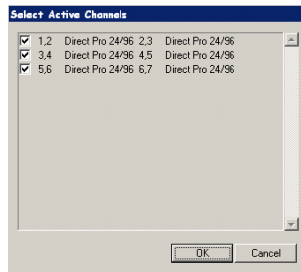 Select Active Channels
1,2 Direct Pro 24/96 2,3 Direct Pro 24/96
3,4 Direct Pro 24/96 4,5 Direct Pro 24/96
5,6 Direct Pro 24/96 6,7 Direct Pro 24/96
OK Cancel